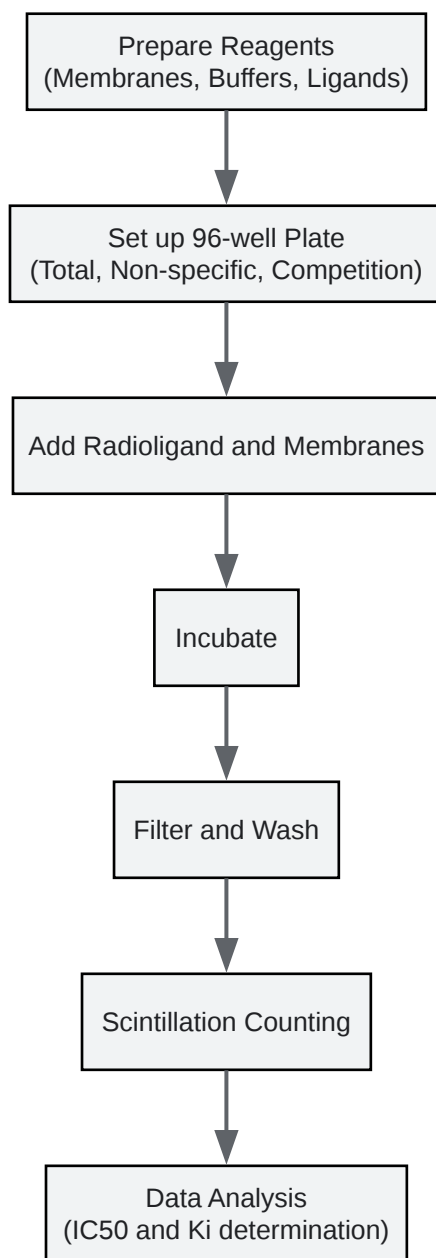 Prepare Reagents
(Membranes, Buffers, Ligands)
Set up 96-well Plate
(Total, Non-specific, Competition)
Add Radioligand and Membranes
Incubate
Filter and Wash
Scintillation Counting
Data Analysis
(IC50 and Ki determination)